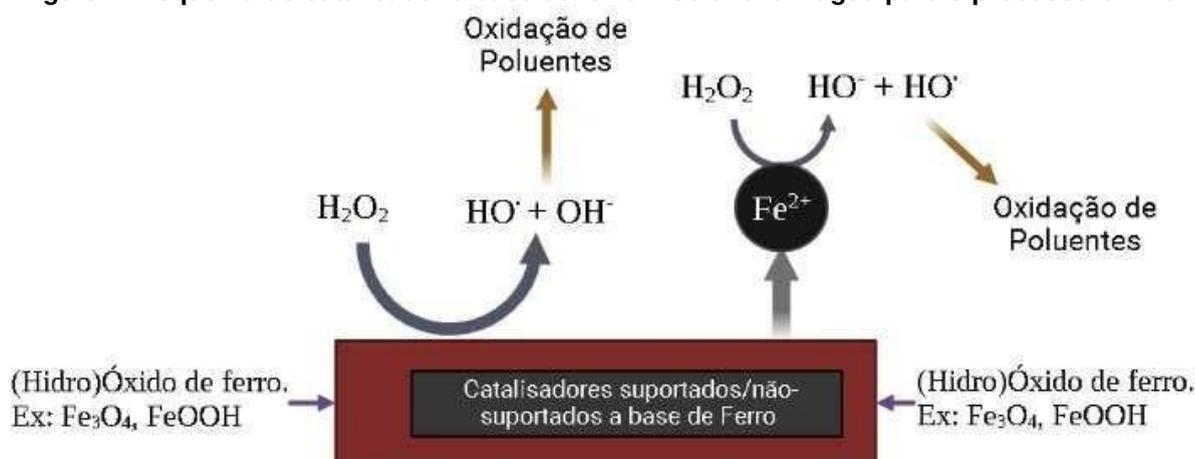 Oxidação de
Poluentes
H₂O₂ HO⁻ + HO˙
H₂O₂ HO˙ + OH⁻
Fe²⁺
Oxidação de
Poluentes
(Hidro)Óxido de ferro.
Ex: Fe₃O₄, FeOOH
Catalisadores suportados/não-
suportados a base de Ferro
(Hidro)Óxido de ferro.
Ex: Fe₃O₄, FeOOH